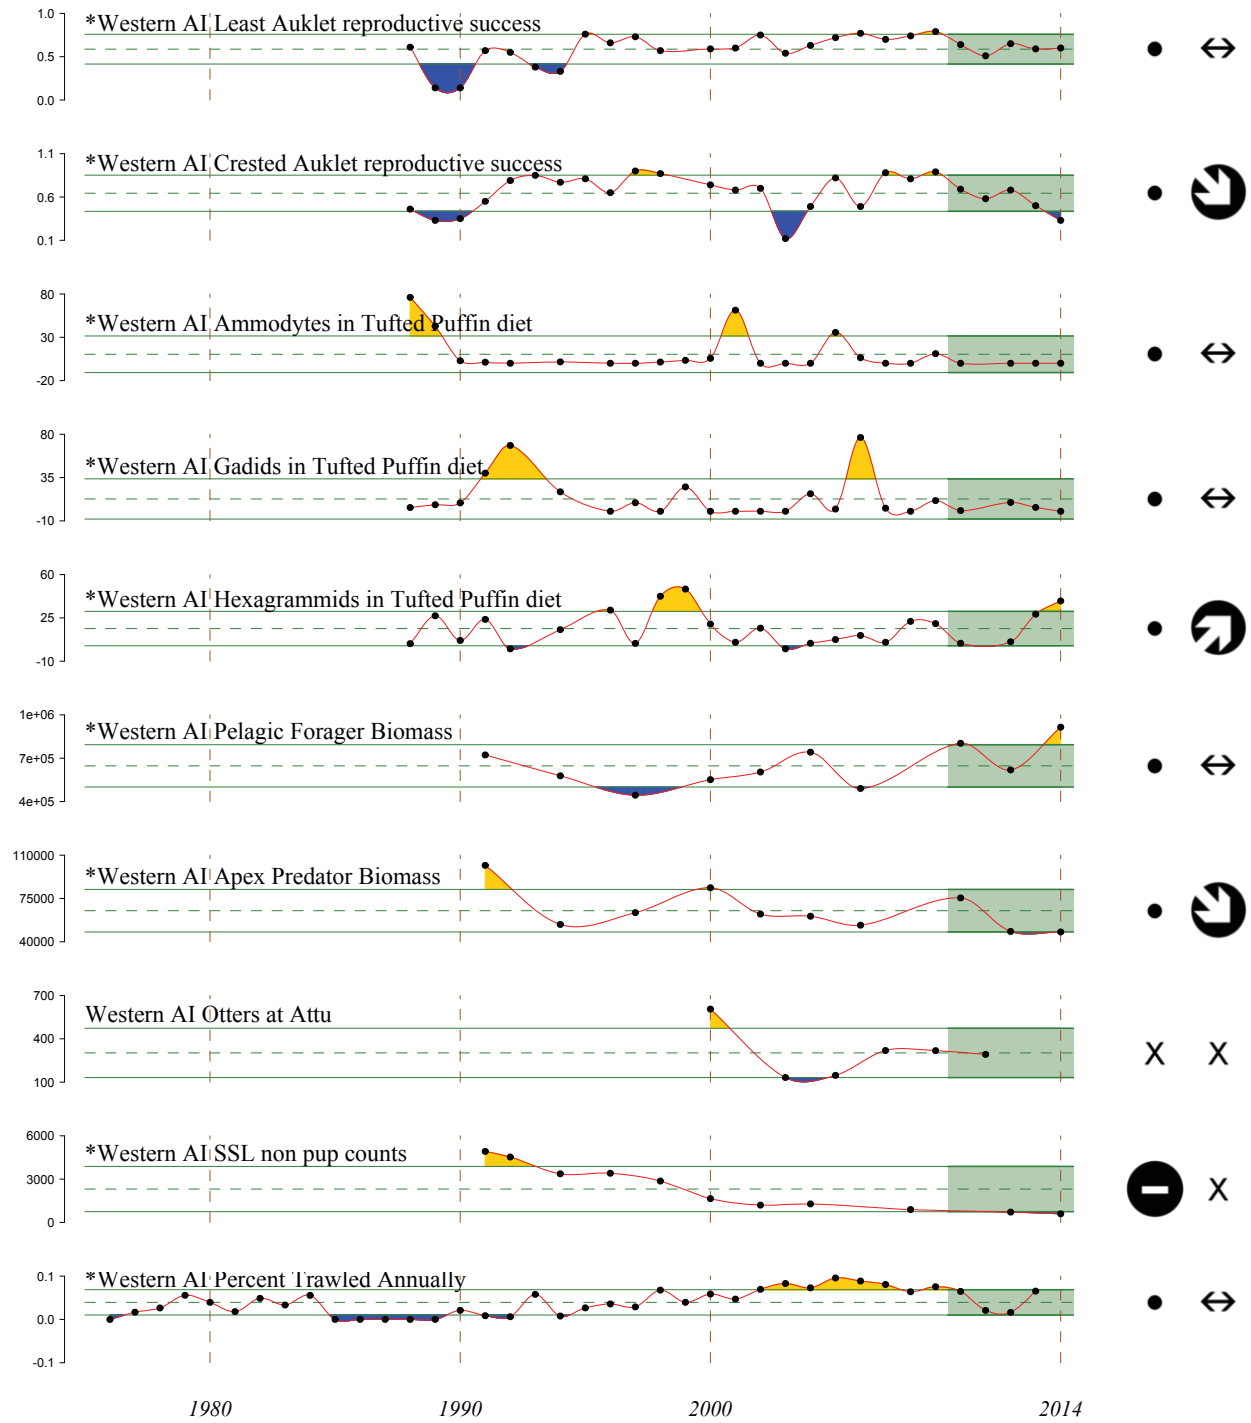 *Western AI Least Auklet reproductive success
1.0
0.5
0.0
*Western AI Crested Auklet reproductive success
1.1
0.6
0.1
*Western AI Ammodytes in Tufted Puffin diet
80
30
-20
*Western AI Gadids in Tufted Puffin diet
80
35
-10
*Western AI Hexagrammids in Tufted Puffin diet
60
25
-10
*Western AI Pelagic Forager Biomass
1e+06
7e+05
4e+05
*Western AI Apex Predator Biomass
110000
75000
40000
Western AI Otters at Attu
700
400
100
X X
*Western AI SSL non pup counts
6000
3000
0
X
*Western AI Percent Trawled Annually
0.1
0.0
-0.1
1980 1990 2000 2014